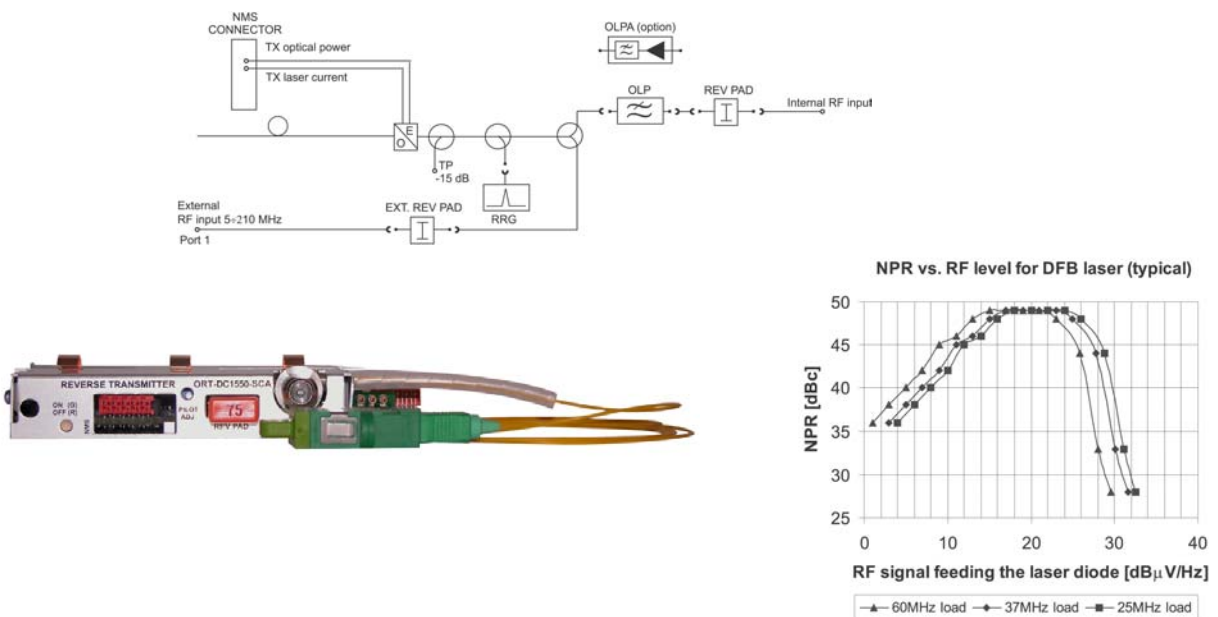 NMS
CONNECTOR
TX optical power
TX laser current
OLPA (option)
OLP
REV PAD
Internal RF input
E
O
TP
-15 dB
RRG
External
RF input 5÷210 MHz
Port 1
EXT. REV PAD
REVERSE TRANSMITTER
ORT-DC1550-SCA
ON (G)
OFF (R)
NMS
PILOT
ADJ
15
REV PAD
NPR vs. RF level for DFB laser (typical)
NPR [dBc]
50
45
40
35
30
25
0
10
20
30
40
RF signal feeding the laser diode [dBµV/Hz]
60MHz load
37MHz load
25MHz load